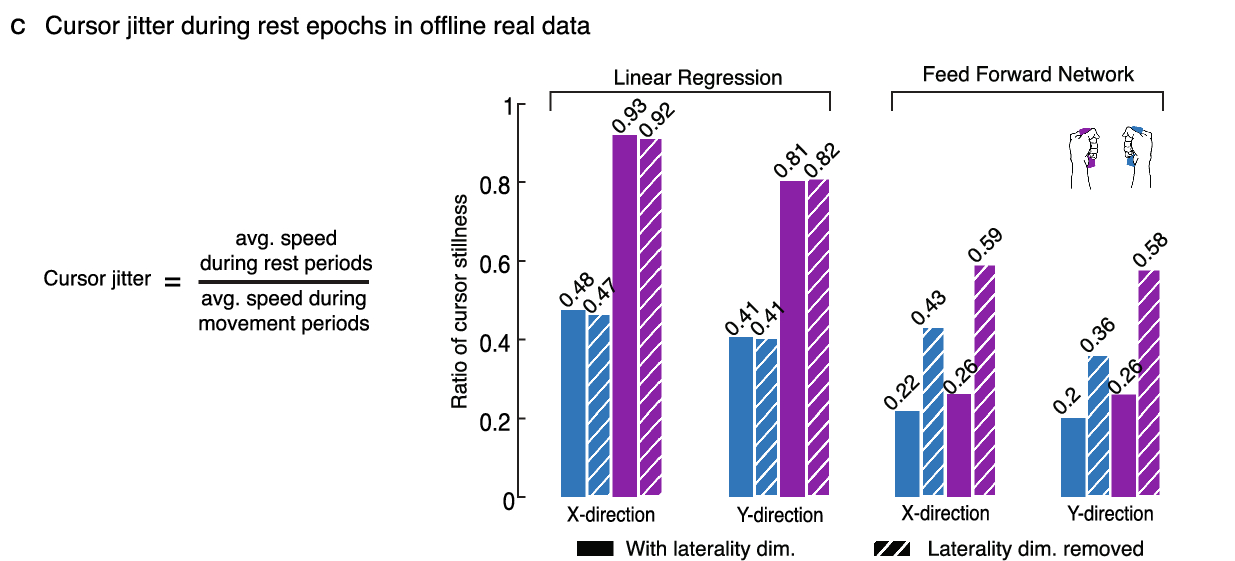 c Cursor jitter during rest epochs in offline real data
Linear Regression
Feed Forward Network
Cursor jitter =
avg. speed
during rest periods
avg. speed during
movement periods
Ratio of cursor stillness
1
0.8
0.6
0.4
0.2
0
0.48
0.47
0.93
0.92
0.41
0.41
0.81
0.82
0.22
0.43
0.26
0.59
0.2
0.36
0.26
0.58
X-direction
Y-direction
X-direction
Y-direction
With laterality dim.
Laterality dim. removed